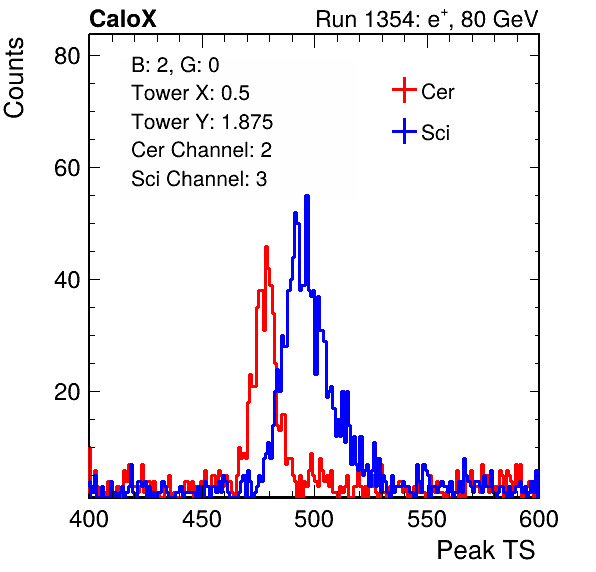 CaloX
Run 1354: e+, 80 GeV
Counts
80
60
40
20
B: 2, G: 0
Tower X: 0.5
Tower Y: 1.875
Cer Channel: 2
Sci Channel: 3
Cer
Sci
400
450
500
550
600
Peak TS